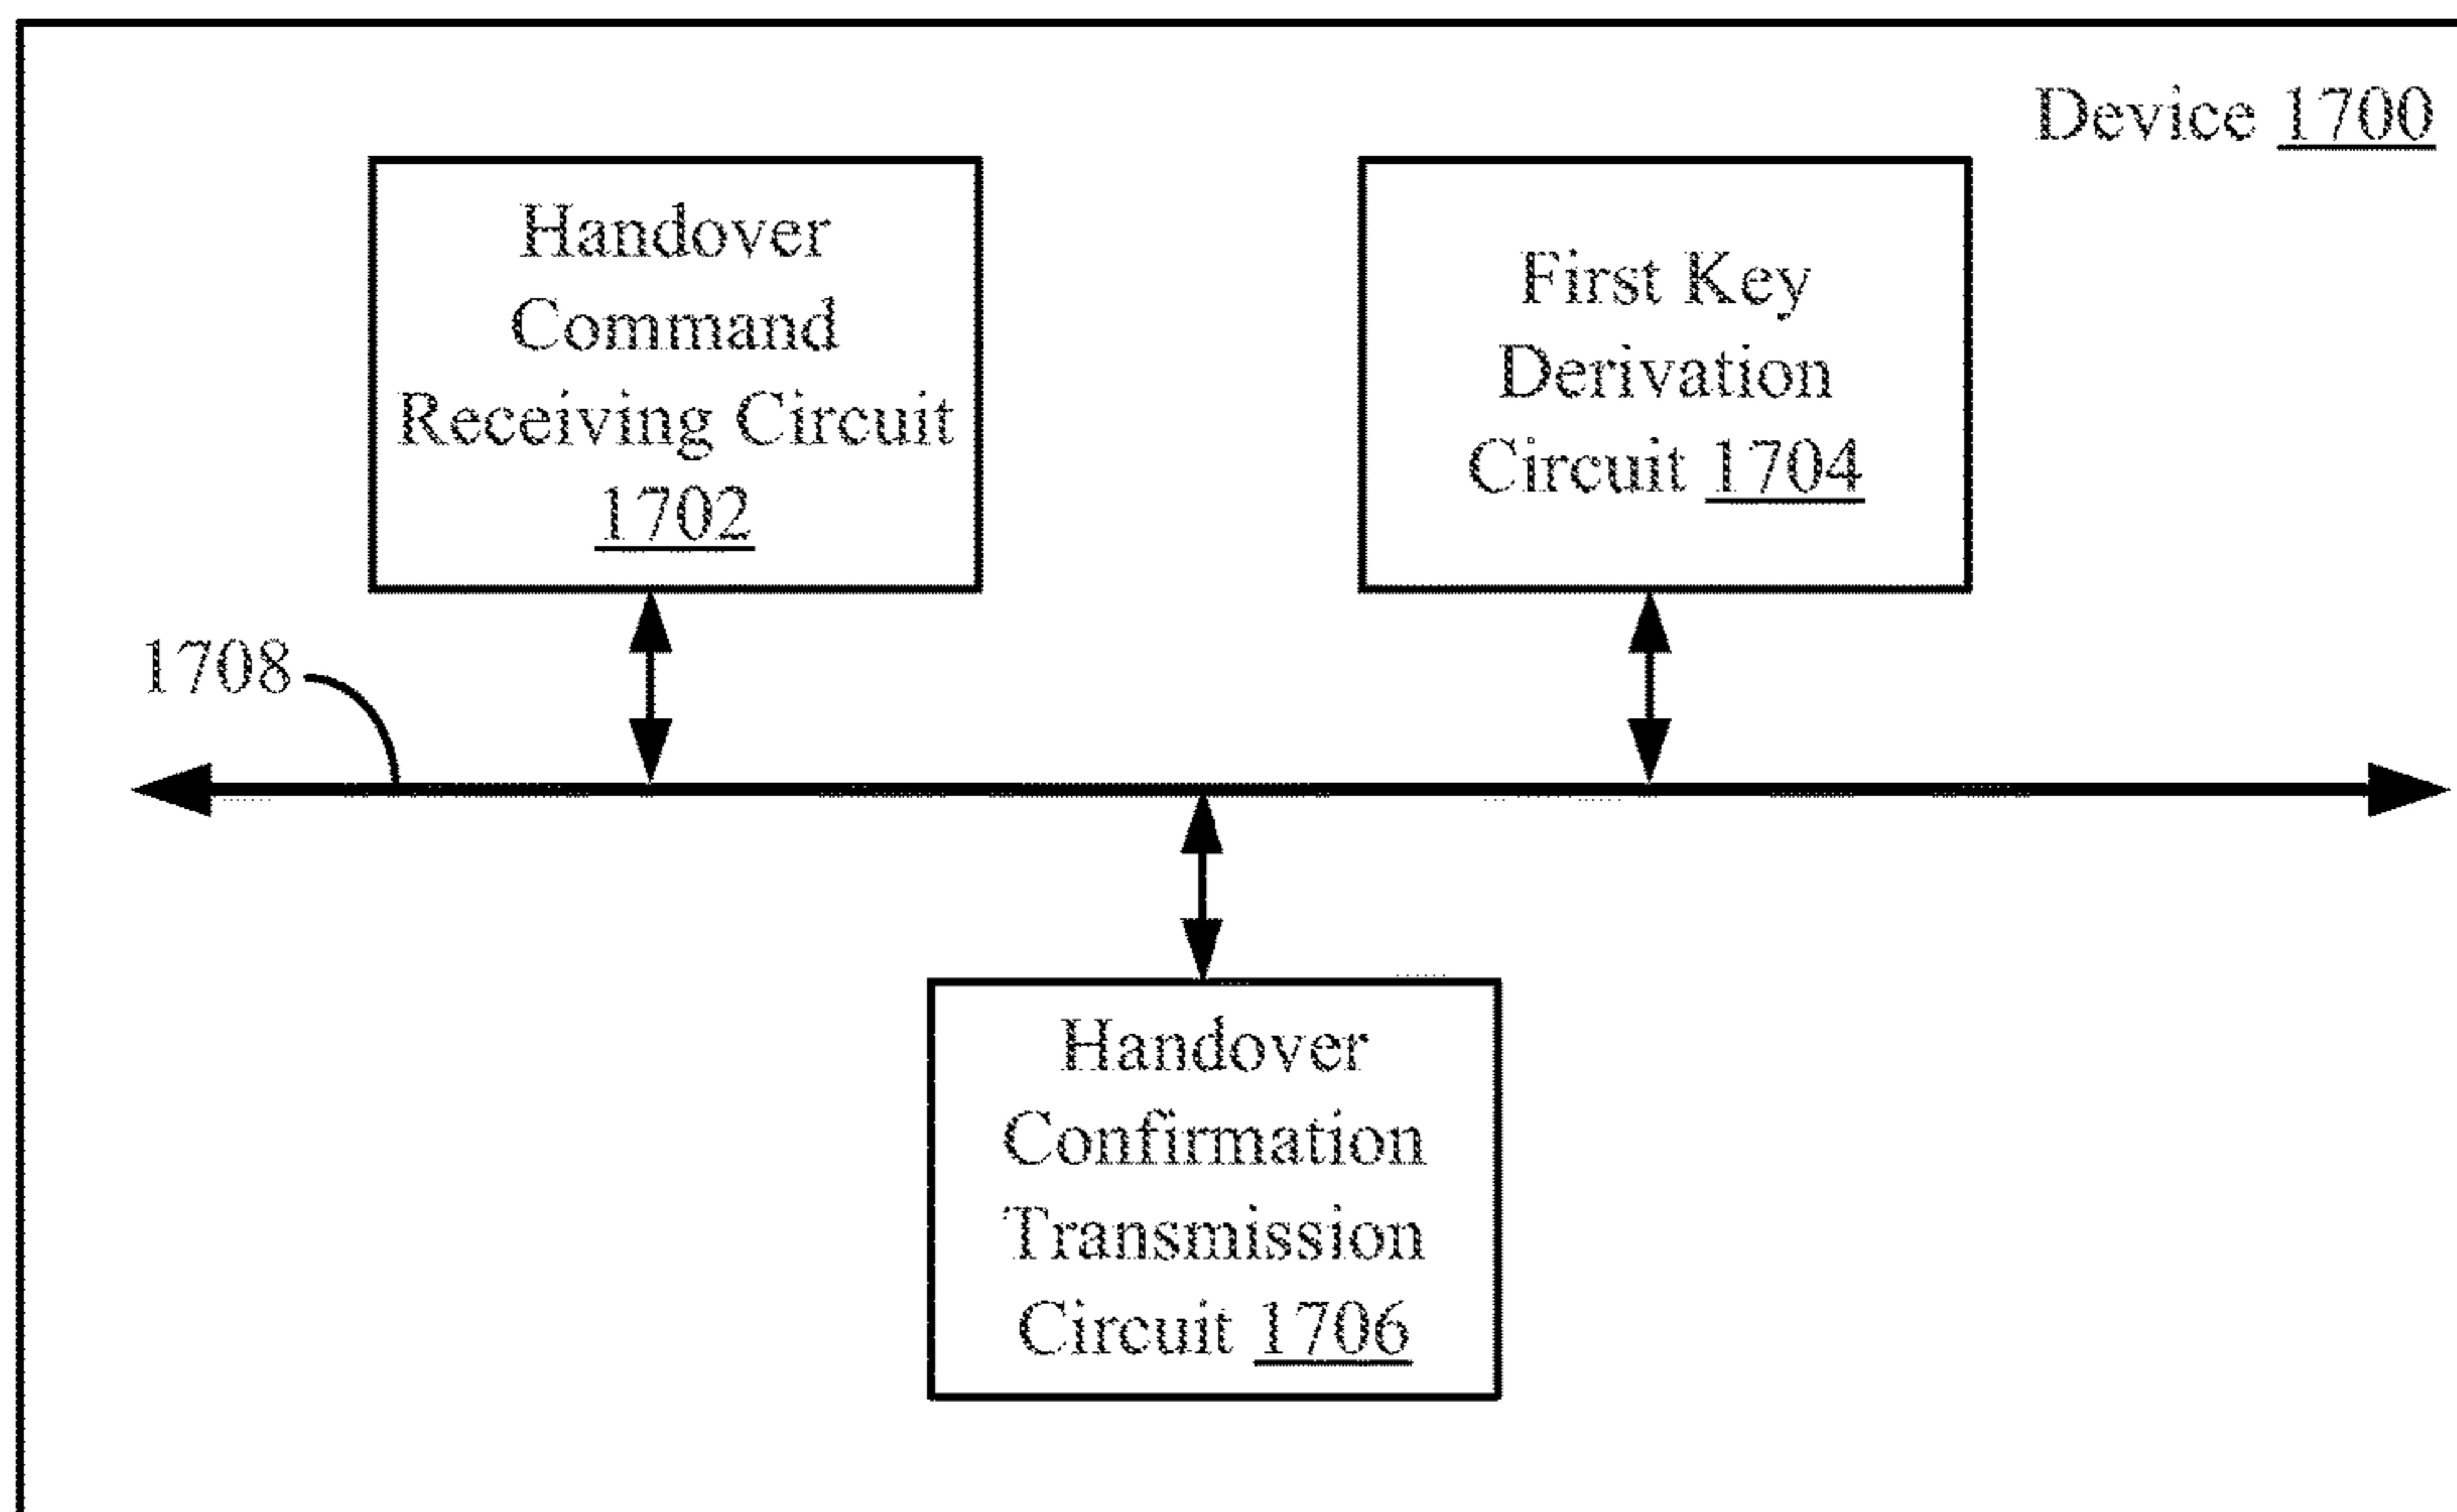 Device 1700
Handover
Command
Receiving Circuit
1702
First Key
Derivation
Circuit 1704
1708
Handover
Confirmation
Transmission
Circuit 1706